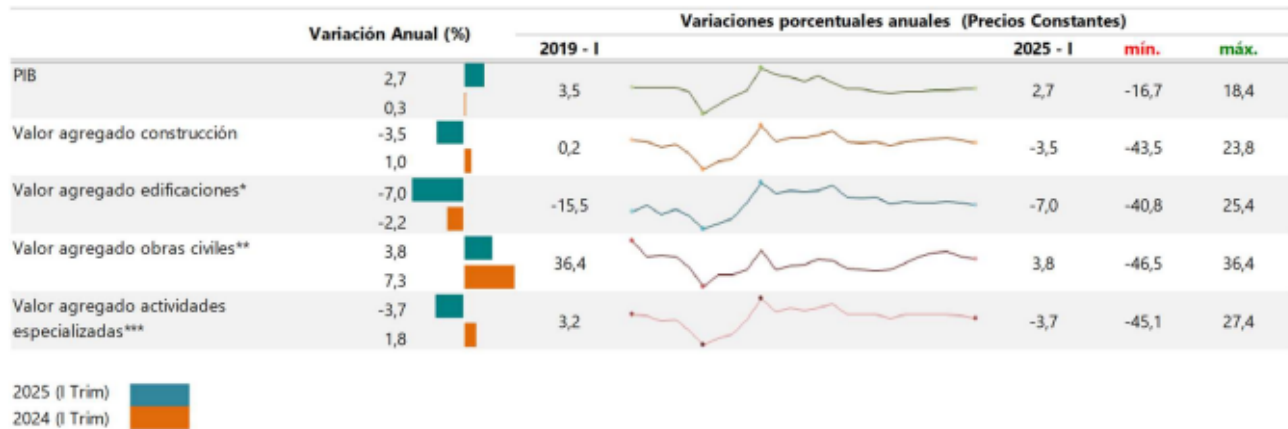 Variaciones porcentuales anuales (Precios Constantes)
Variación Anual (%)
2019 - I 2025 - I mín. máx.
PIB 2,7 3,5 2,7 -16,7 18,4
0,3
Valor agregado construcción -3,5 0,2 -3,5 -43,5 23,8
1,0
Valor agregado edificaciones* -7,0 -15,5 -7,0 -40,8 25,4
-2,2
Valor agregado obras civiles** 3,8 36,4 3,8 -46,5 36,4
7,3
Valor agregado actividades -3,7 3,2 -3,7 -45,1 27,4
especializadas*** 1,8
2025 (I Trim)
2024 (I Trim)